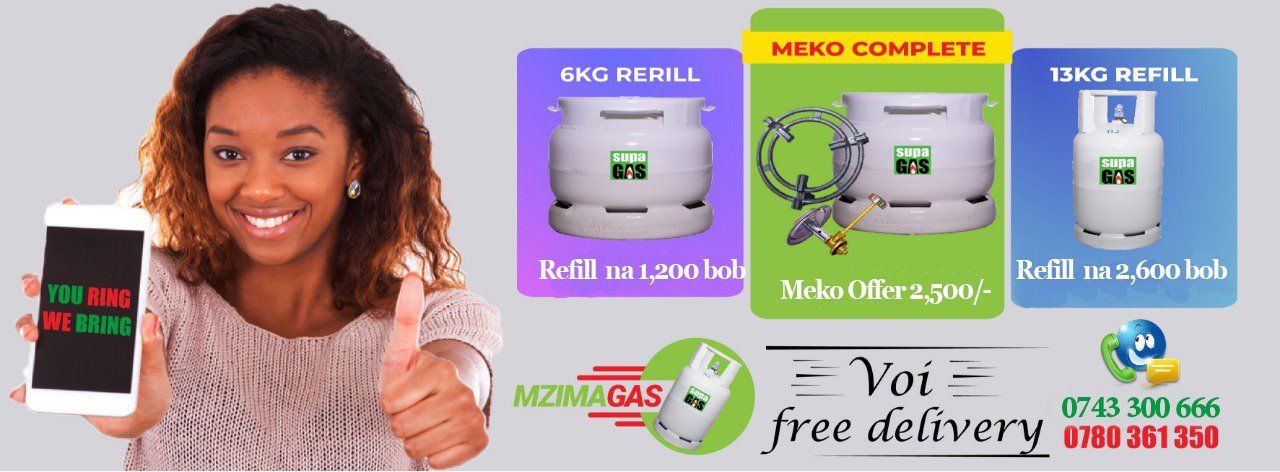 YOU RING
WE BRING
6KG RERILL
supa
GAS
Refill na 1,200 bob
MEKO COMPLETE
supa
GAS
Meko Offer 2,500/-
13KG REFILL
supa
GAS
Refill na 2,600 bob
MZIMAGAS
supa
GAS
Voi
free delivery
0743 300 666
0780 361 350